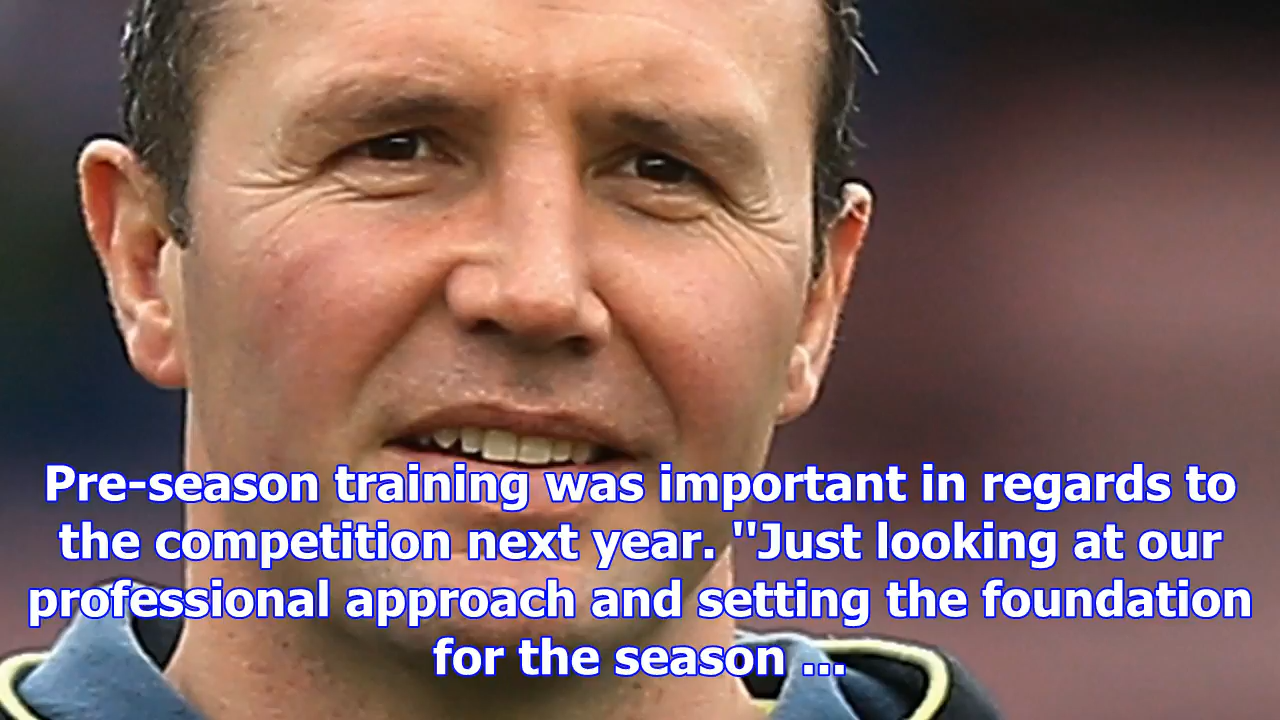 Pre-season training was important in regards to
the competition next year. "Just looking at our
professional approach and setting the foundation
for the season ...